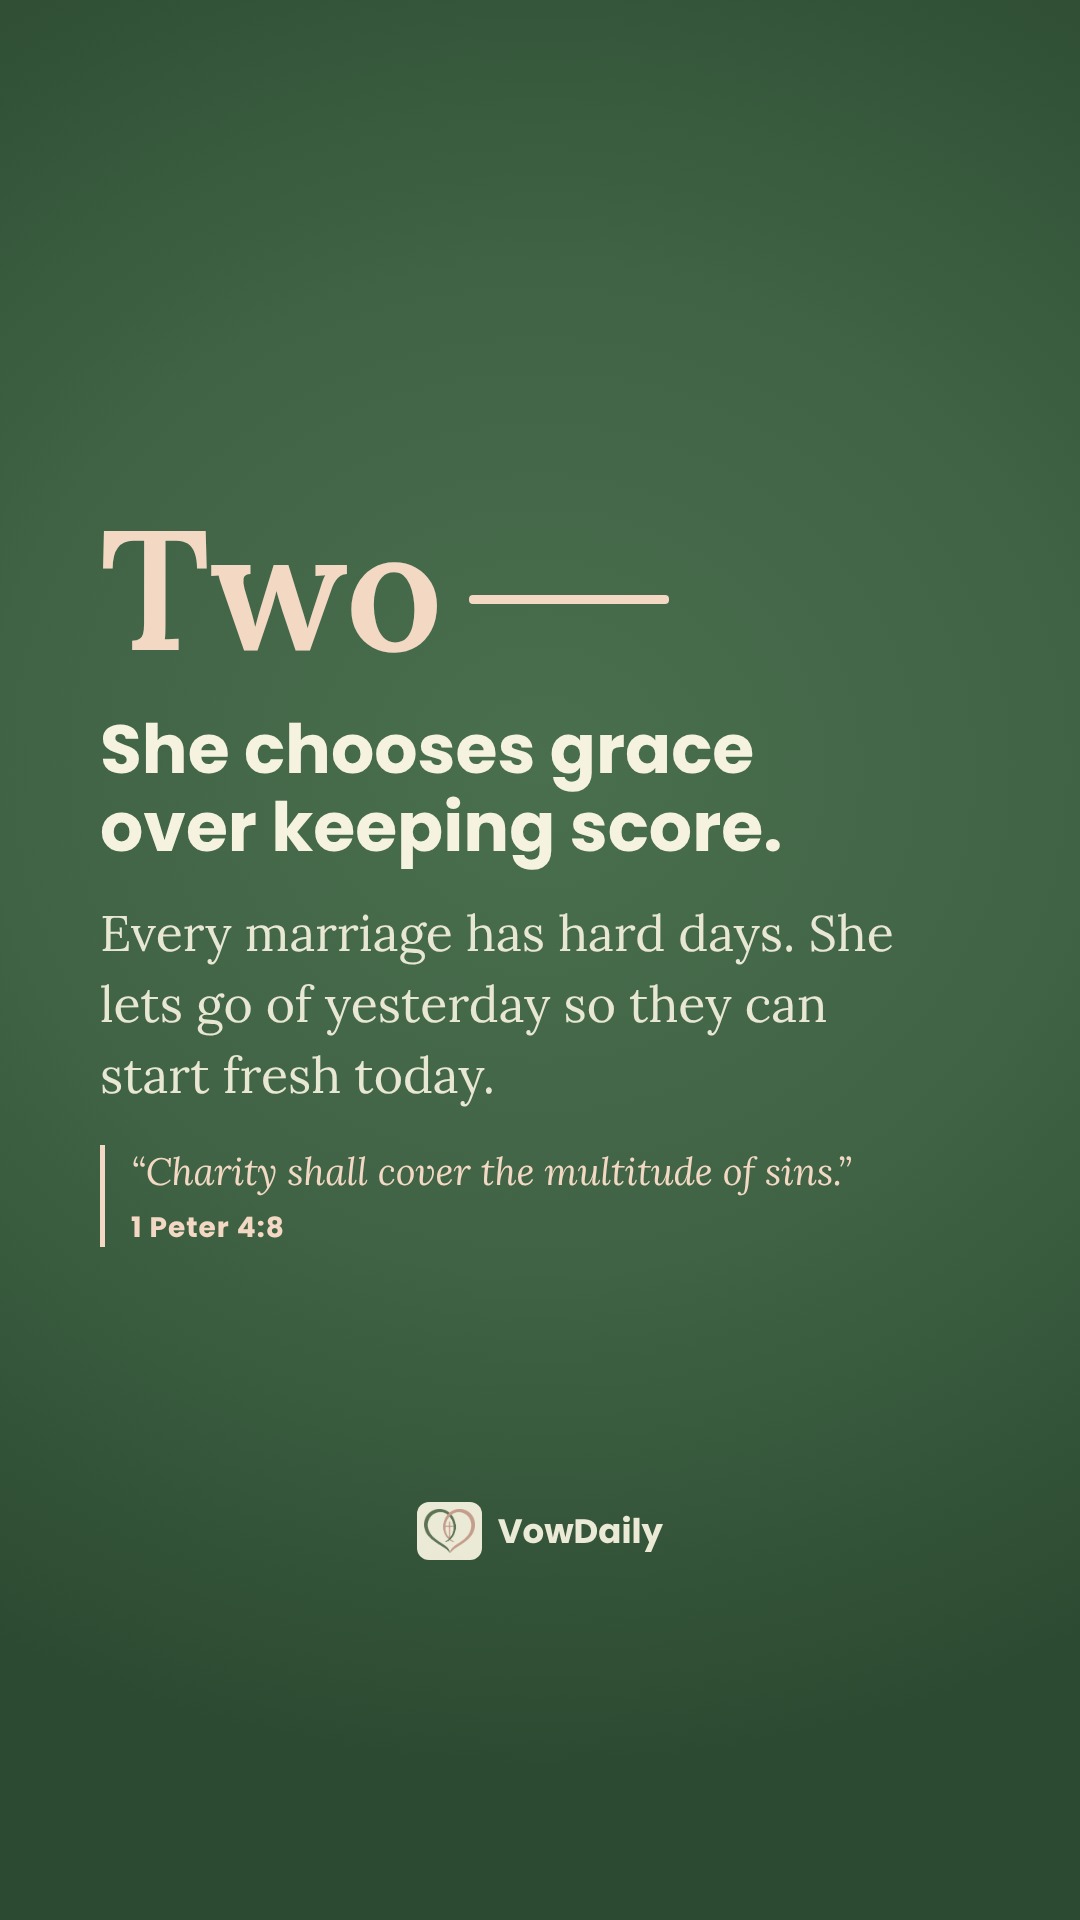 Two —
She chooses grace
over keeping score.
Every marriage has hard days. She
lets go of yesterday so they can
start fresh today.
“Charity shall cover the multitude of sins.”
1 Peter 4:8
VowDaily